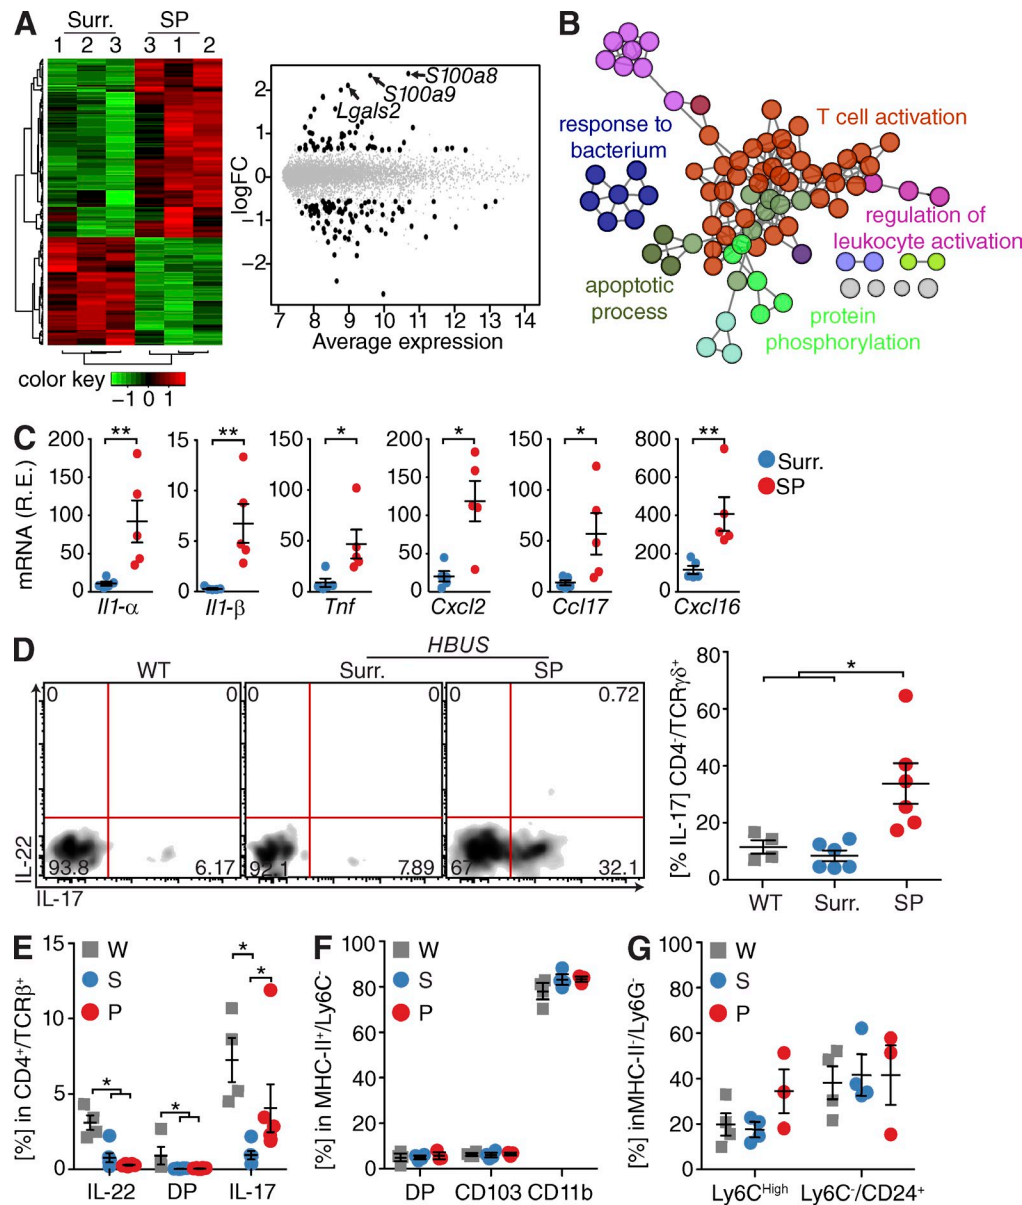 A
Surr. SP
1 2 3 3 1 2
color key
−1 0 1
logFC
2
1
0
−1
−2
S100a8
S100a9
Lgals2
7 8 9 10 11 12 13 14
Average expression
B
response to
bacterium
T cell activation
regulation of
leukocyte activation
apoptotic
process
protein
phosphorylation
C
mRNA (R.E.)
200
150
100
50
0
**
Il1-α
15
10
5
0
**
Il1-β
150
100
50
0
*
Tnf
200
150
100
50
0
*
Cxcl2
150
100
50
0
*
Ccl17
800
600
400
200
0
**
Cxcl16
Surr.
SP
D
HBUS
WT Surr. SP
0 0 0 0 0 0.72
93.8 6.17 92.1 7.89 67 32.1
IL-22
IL-17
[% IL-17] CD4-/TCRγδ+
80
60
40
20
0
*
WT Surr. SP
E
[%] in CD4+/TCRβ+
15
10
5
0
W
S
P
*
*
*
*
IL-22 DP IL-17
F
[%] in MHC-II+/Ly6C-
100
80
60
40
20
0
W
S
P
DP CD103 CD11b
G
[%] inMHC-II-/Ly6G-
100
80
60
40
20
0
W
S
P
Ly6CHigh Ly6C-/CD24+